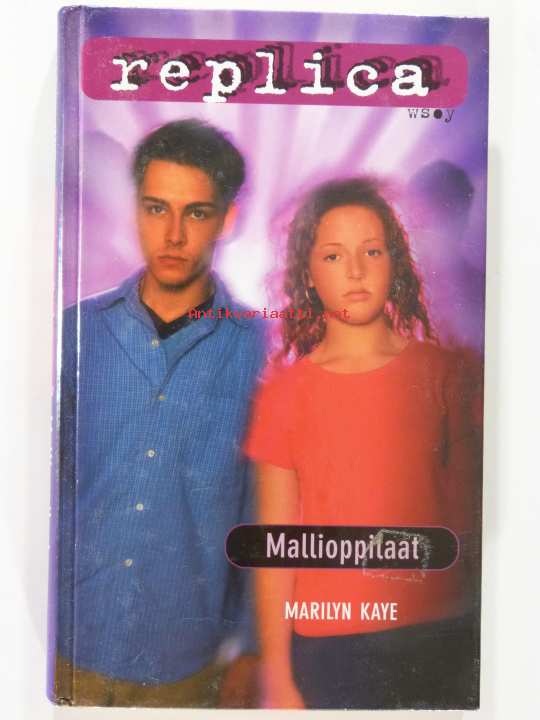 replica
wsoy
Antikvariaatti.net
Mallioppilaat
MARILYN KAYE